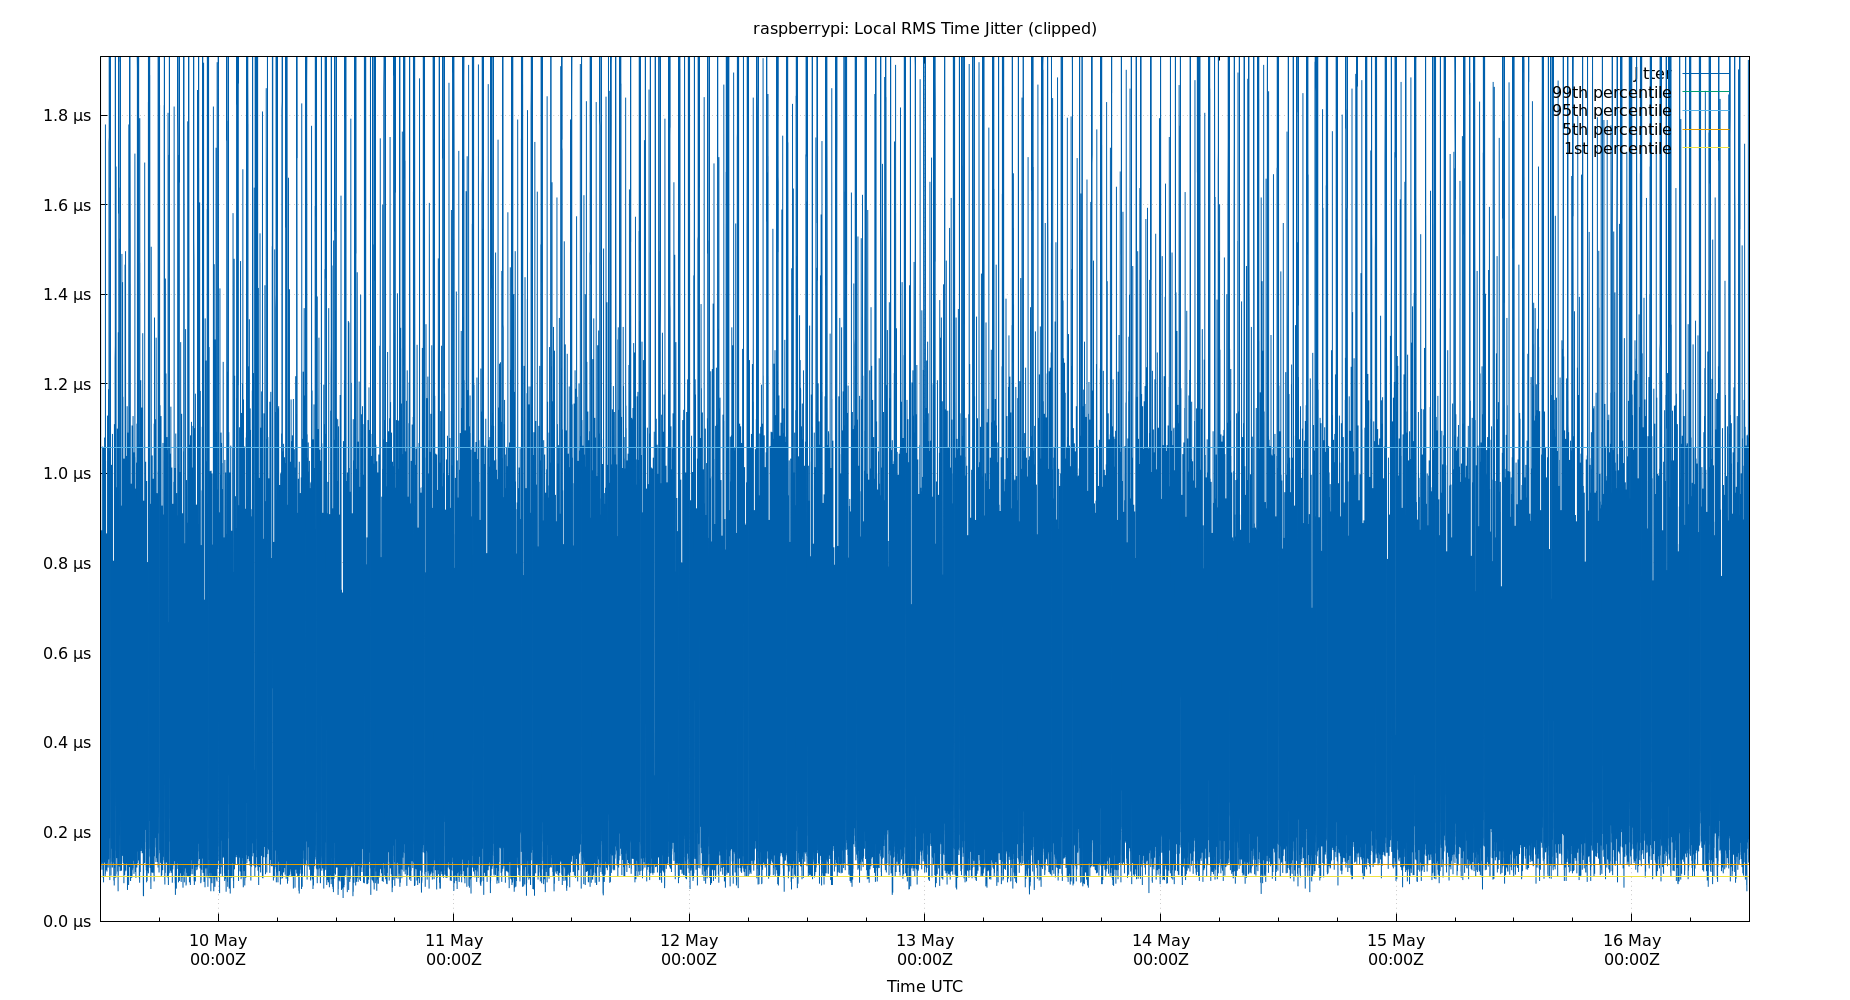 raspberrypi: Local RMS Time Jitter (clipped)
jitter
99th percentile
95th percentile
5th percentile
1st percentile
1.8 μs
1.6 μs
1.4 μs
1.2 μs
1.0 μs
0.8 μs
0.6 μs
0.4 μs
0.2 μs
0.0 μs
10 May 11 May 12 May 13 May 14 May 15 May 16 May
00:00Z 00:00Z 00:00Z 00:00Z 00:00Z 00:00Z 00:00Z
Time UTC